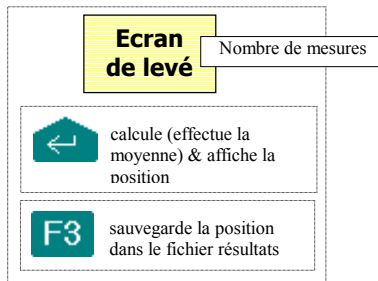 Ecran
de levé
Nombre de mesures
calcule (effectue la
moyenne) & affiche la
position
F3
sauvegarde la position
dans le fichier résultats